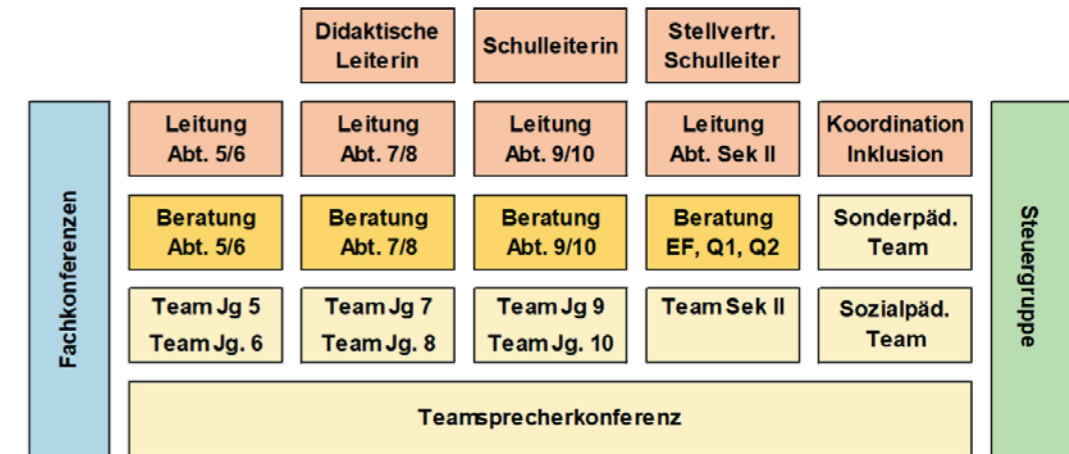 Didaktische
Leiterin
Schulleiterin
Stellvertr.
Schulleiter
Fachkonferenzen
Leitung
Abt. 5/6
Leitung
Abt. 7/8
Leitung
Abt. 9/10
Leitung
Abt. Sek II
Koordination
Inklusion
Steuergruppe
Beratung
Abt. 5/6
Beratung
Abt. 7/8
Beratung
Abt. 9/10
Beratung
EF, Q1, Q2
Sonderpäd.
Team
Team Jg 5
Team Jg. 6
Team Jg 7
Team Jg. 8
Team Jg 9
Team Jg. 10
Team Sek II
Sozialpäd.
Team
Teamsprecherkonferenz